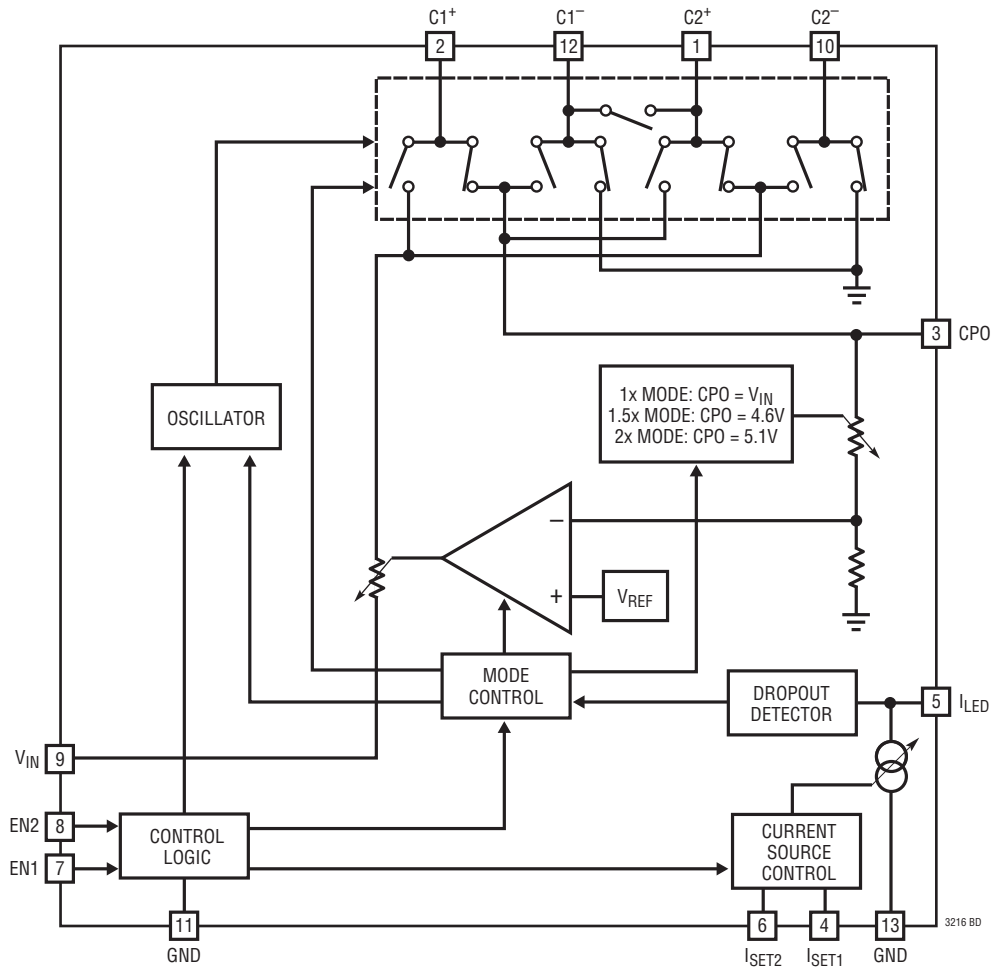 C1+ C1– C2+ C2–
2 12 1 10
3 CPO
OSCILLATOR
1x MODE: CPO = VIN
1.5x MODE: CPO = 4.6V
2x MODE: CPO = 5.1V
–
+
VREF
MODE
CONTROL
DROPOUT
DETECTOR
5 ILED
VIN 9
EN2 8
EN1 7
CONTROL
LOGIC
CURRENT
SOURCE
CONTROL
11 6 4 13
GND ISET2 ISET1 GND
3216 BD